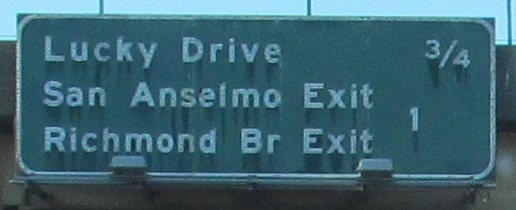 Lucky Drive 3/4
San Anselmo Exit
Richmond Br Exit 1